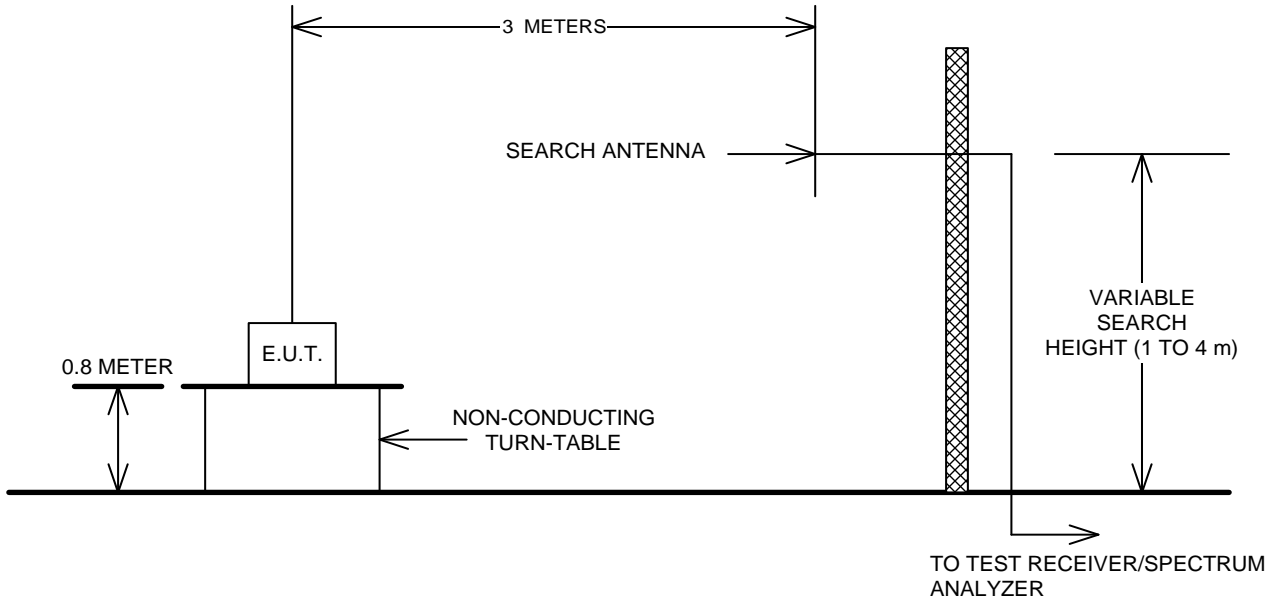 3 METERS
SEARCH ANTENNA
VARIABLE
SEARCH
HEIGHT (1 TO 4 m)
E.U.T.
0.8 METER
NON-CONDUCTING
TURN-TABLE
TO TEST RECEIVER/SPECTRUM
ANALYZER